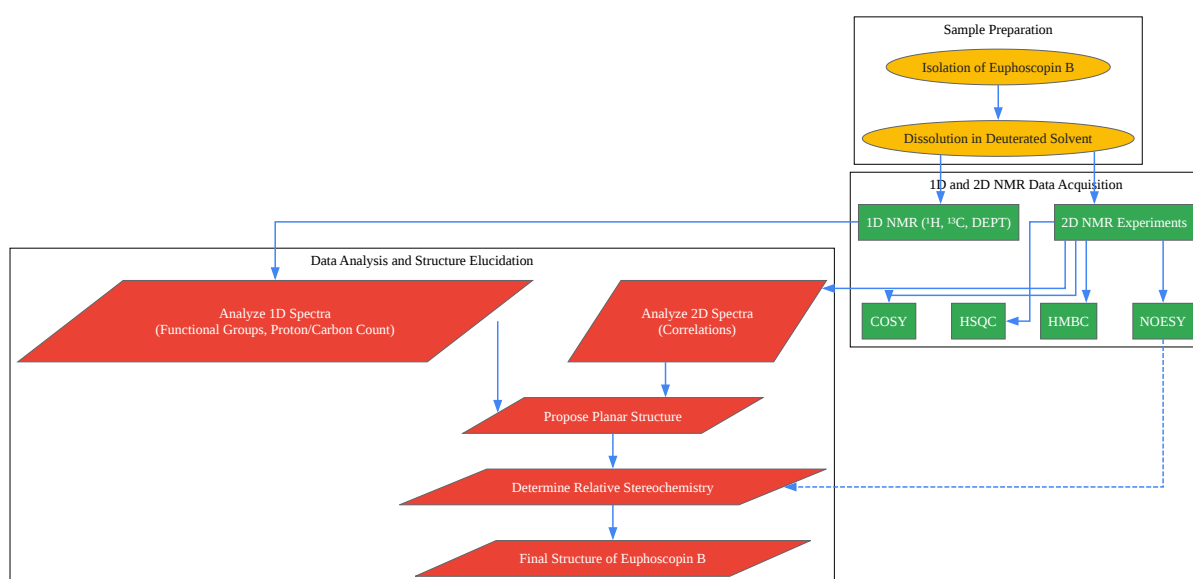 Sample Preparation
Isolation of Euphoscopin B
Dissolution in Deuterated Solvent
1D and 2D NMR Data Acquisition
1D NMR (¹H, ¹³C, DEPT)
2D NMR Experiments
COSY
HSQC
HMBC
NOESY
Data Analysis and Structure Elucidation
Analyze 1D Spectra
(Functional Groups, Proton/Carbon Count)
Analyze 2D Spectra
(Correlations)
Propose Planar Structure
Determine Relative Stereochemistry
Final Structure of Euphoscopin B